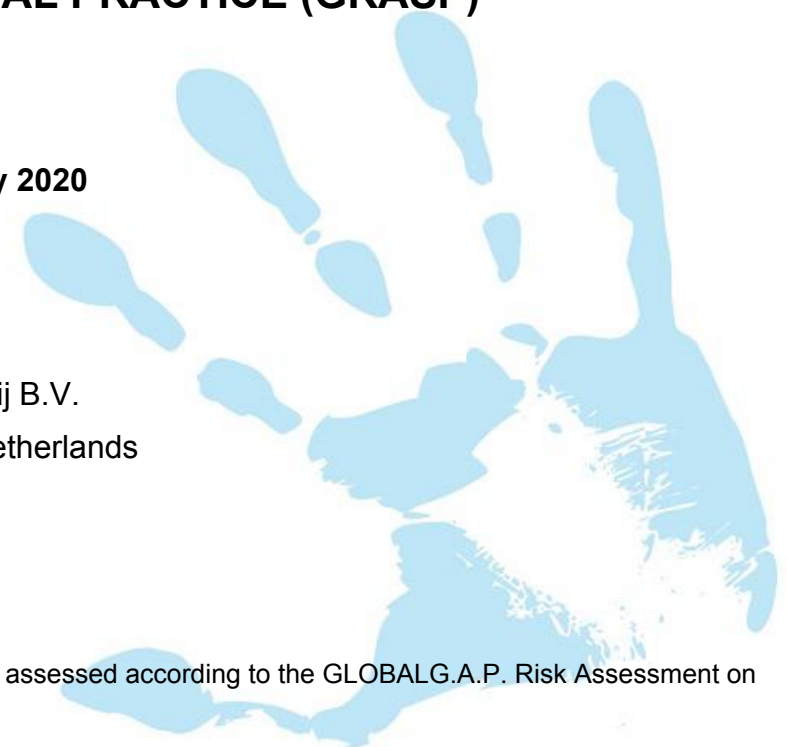 AL PRACTICE (GRASP)
y 2020
ij B.V.
etherlands
assessed according to the GLOBALG.A.P. Risk Assessment on